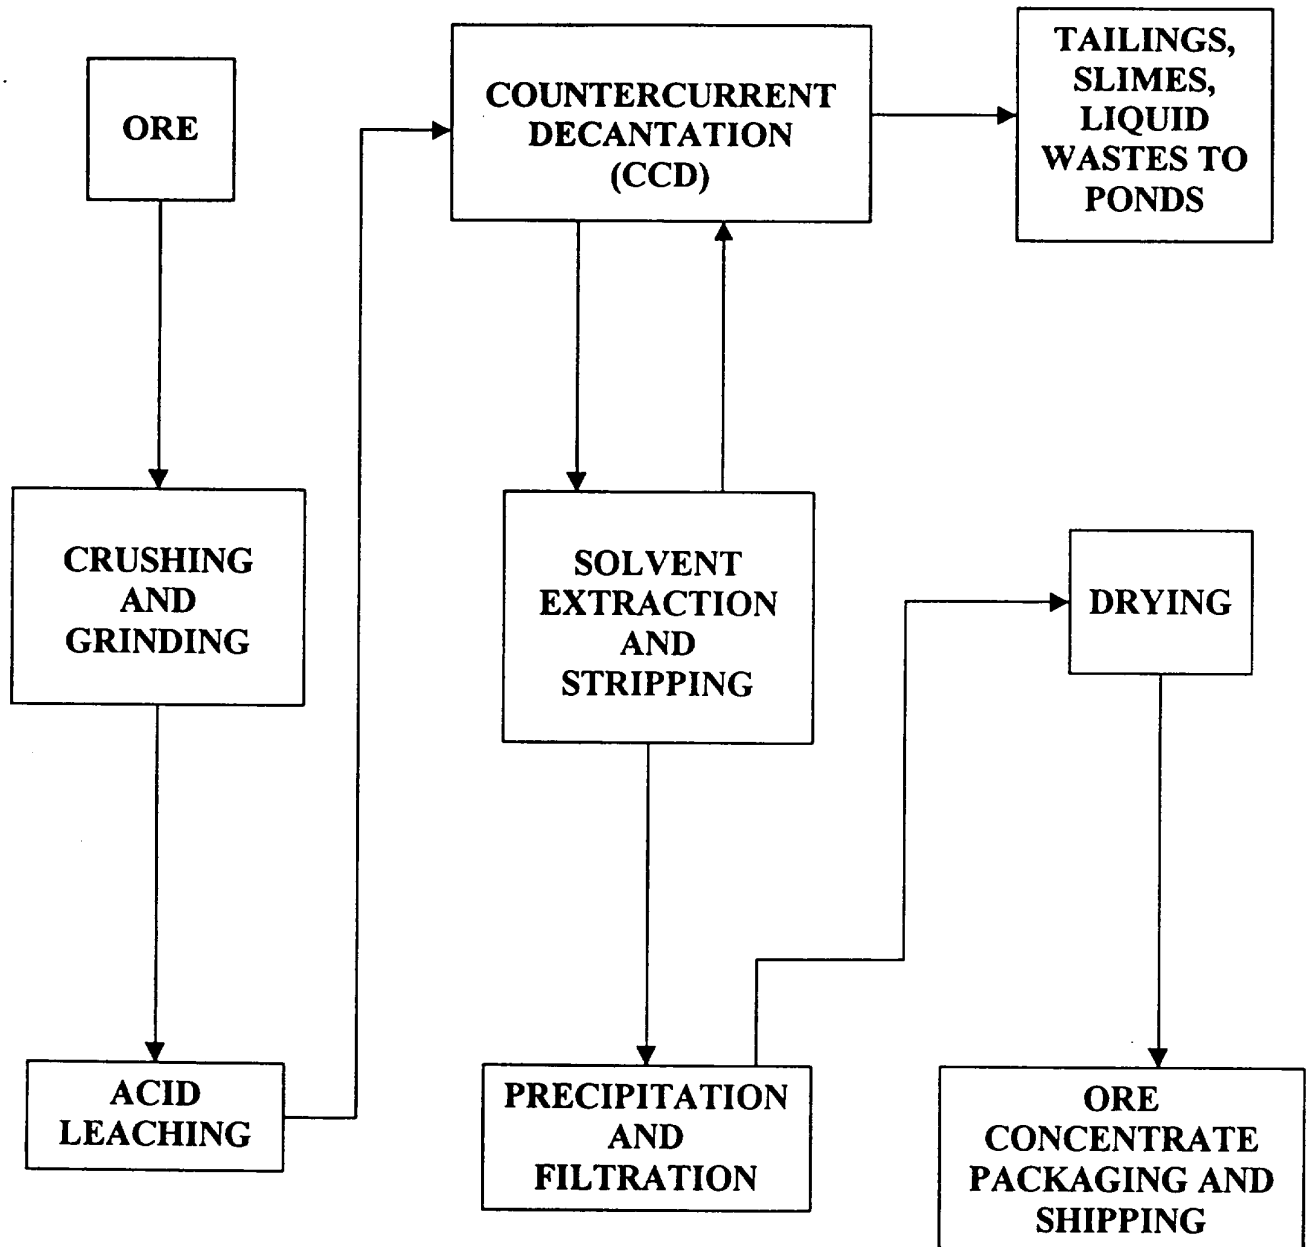 ORE
CRUSHING
AND
GRINDING
ACID
LEACHING
COUNTERCURRENT
DECANTATION
(CCD)
TAILINGS,
SLIMES,
LIQUID
WASTES TO
PONDS
SOLVENT
EXTRACTION
AND
STRIPPING
PRECIPITATION
AND
FILTRATION
DRYING
ORE
CONCENTRATE
PACKAGING AND
SHIPPING